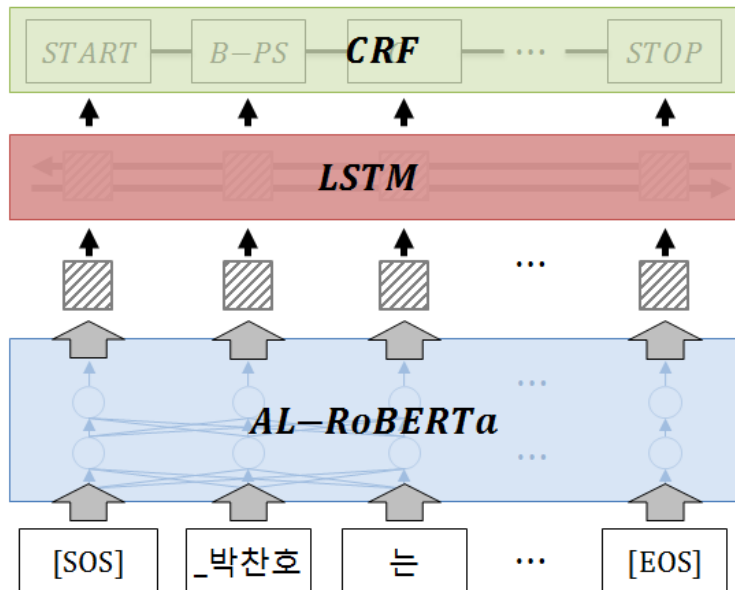 START B-PS CRF ... STOP
LSTM
...
...
AL-RoBERTa
...
[SOS] _박찬호 는 ... [EOS]